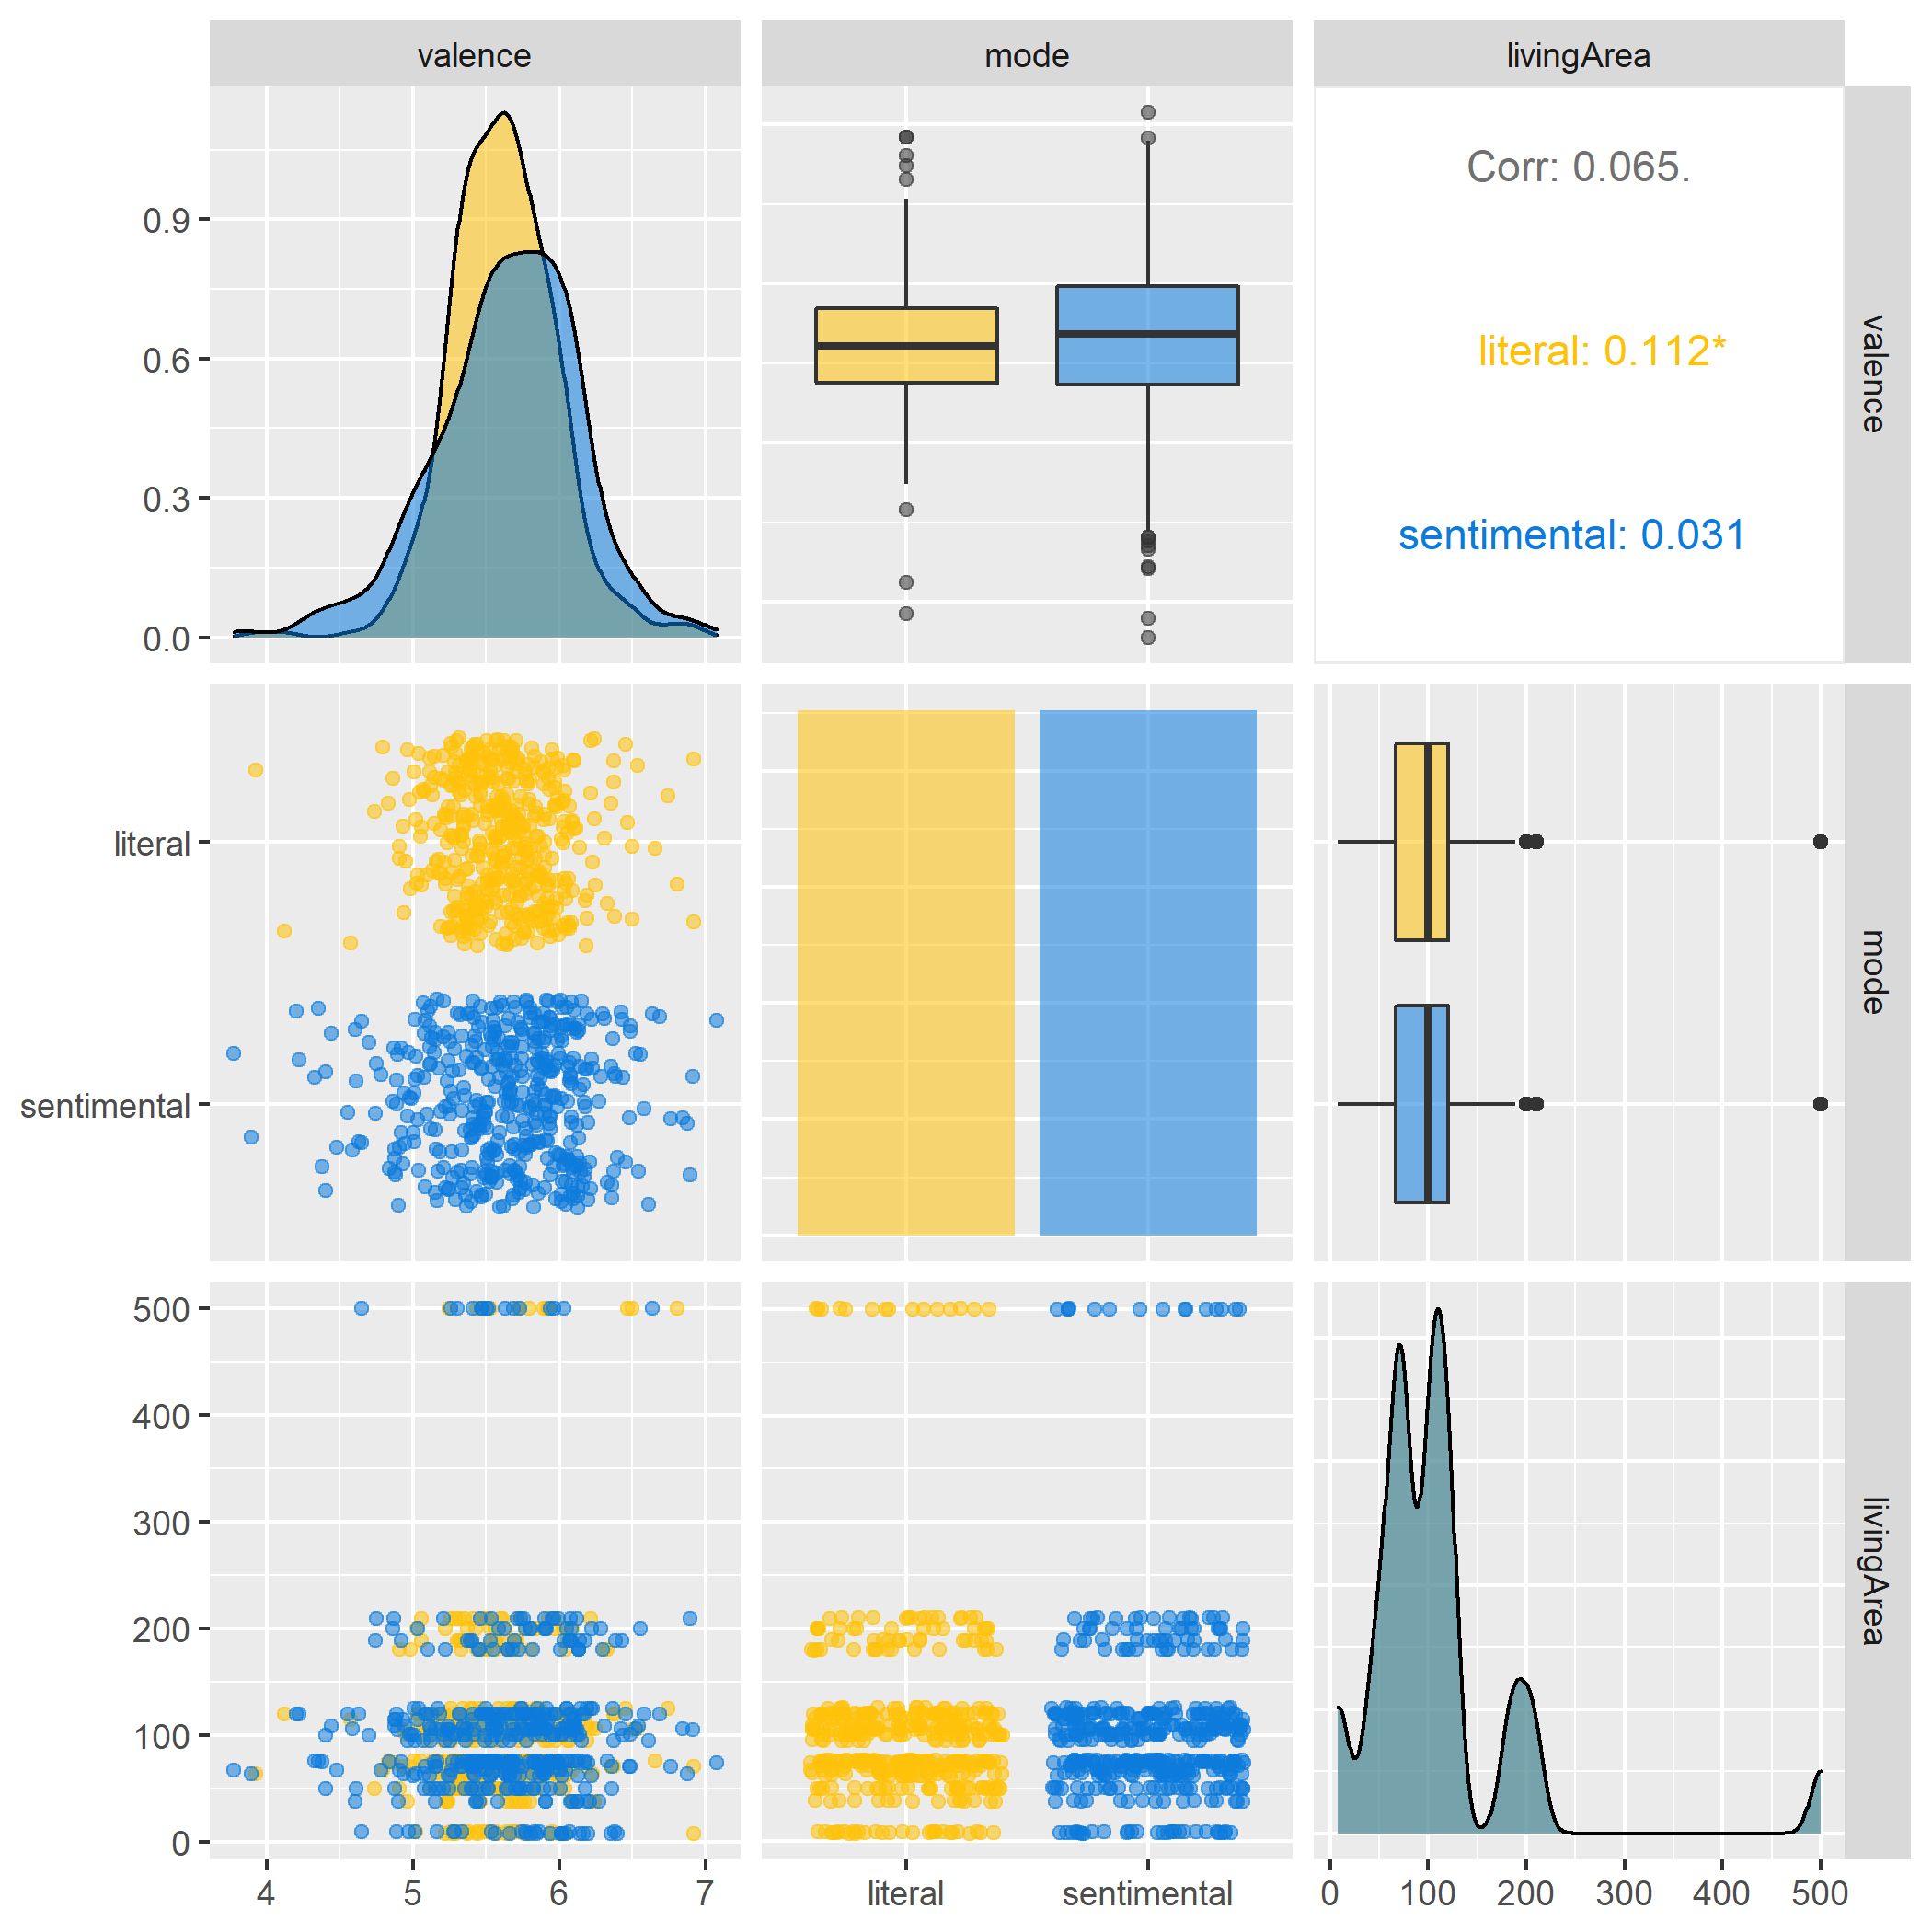 valence
mode
livingArea
0.9
0.6
0.3
0.0
Corr: 0.065.
literal: 0.112*
sentimental: 0.031
valence
literal
sentimental
mode
500
400
300
200
100
0
livingArea
4 5 6 7
literal sentimental
0 100 200 300 400 500